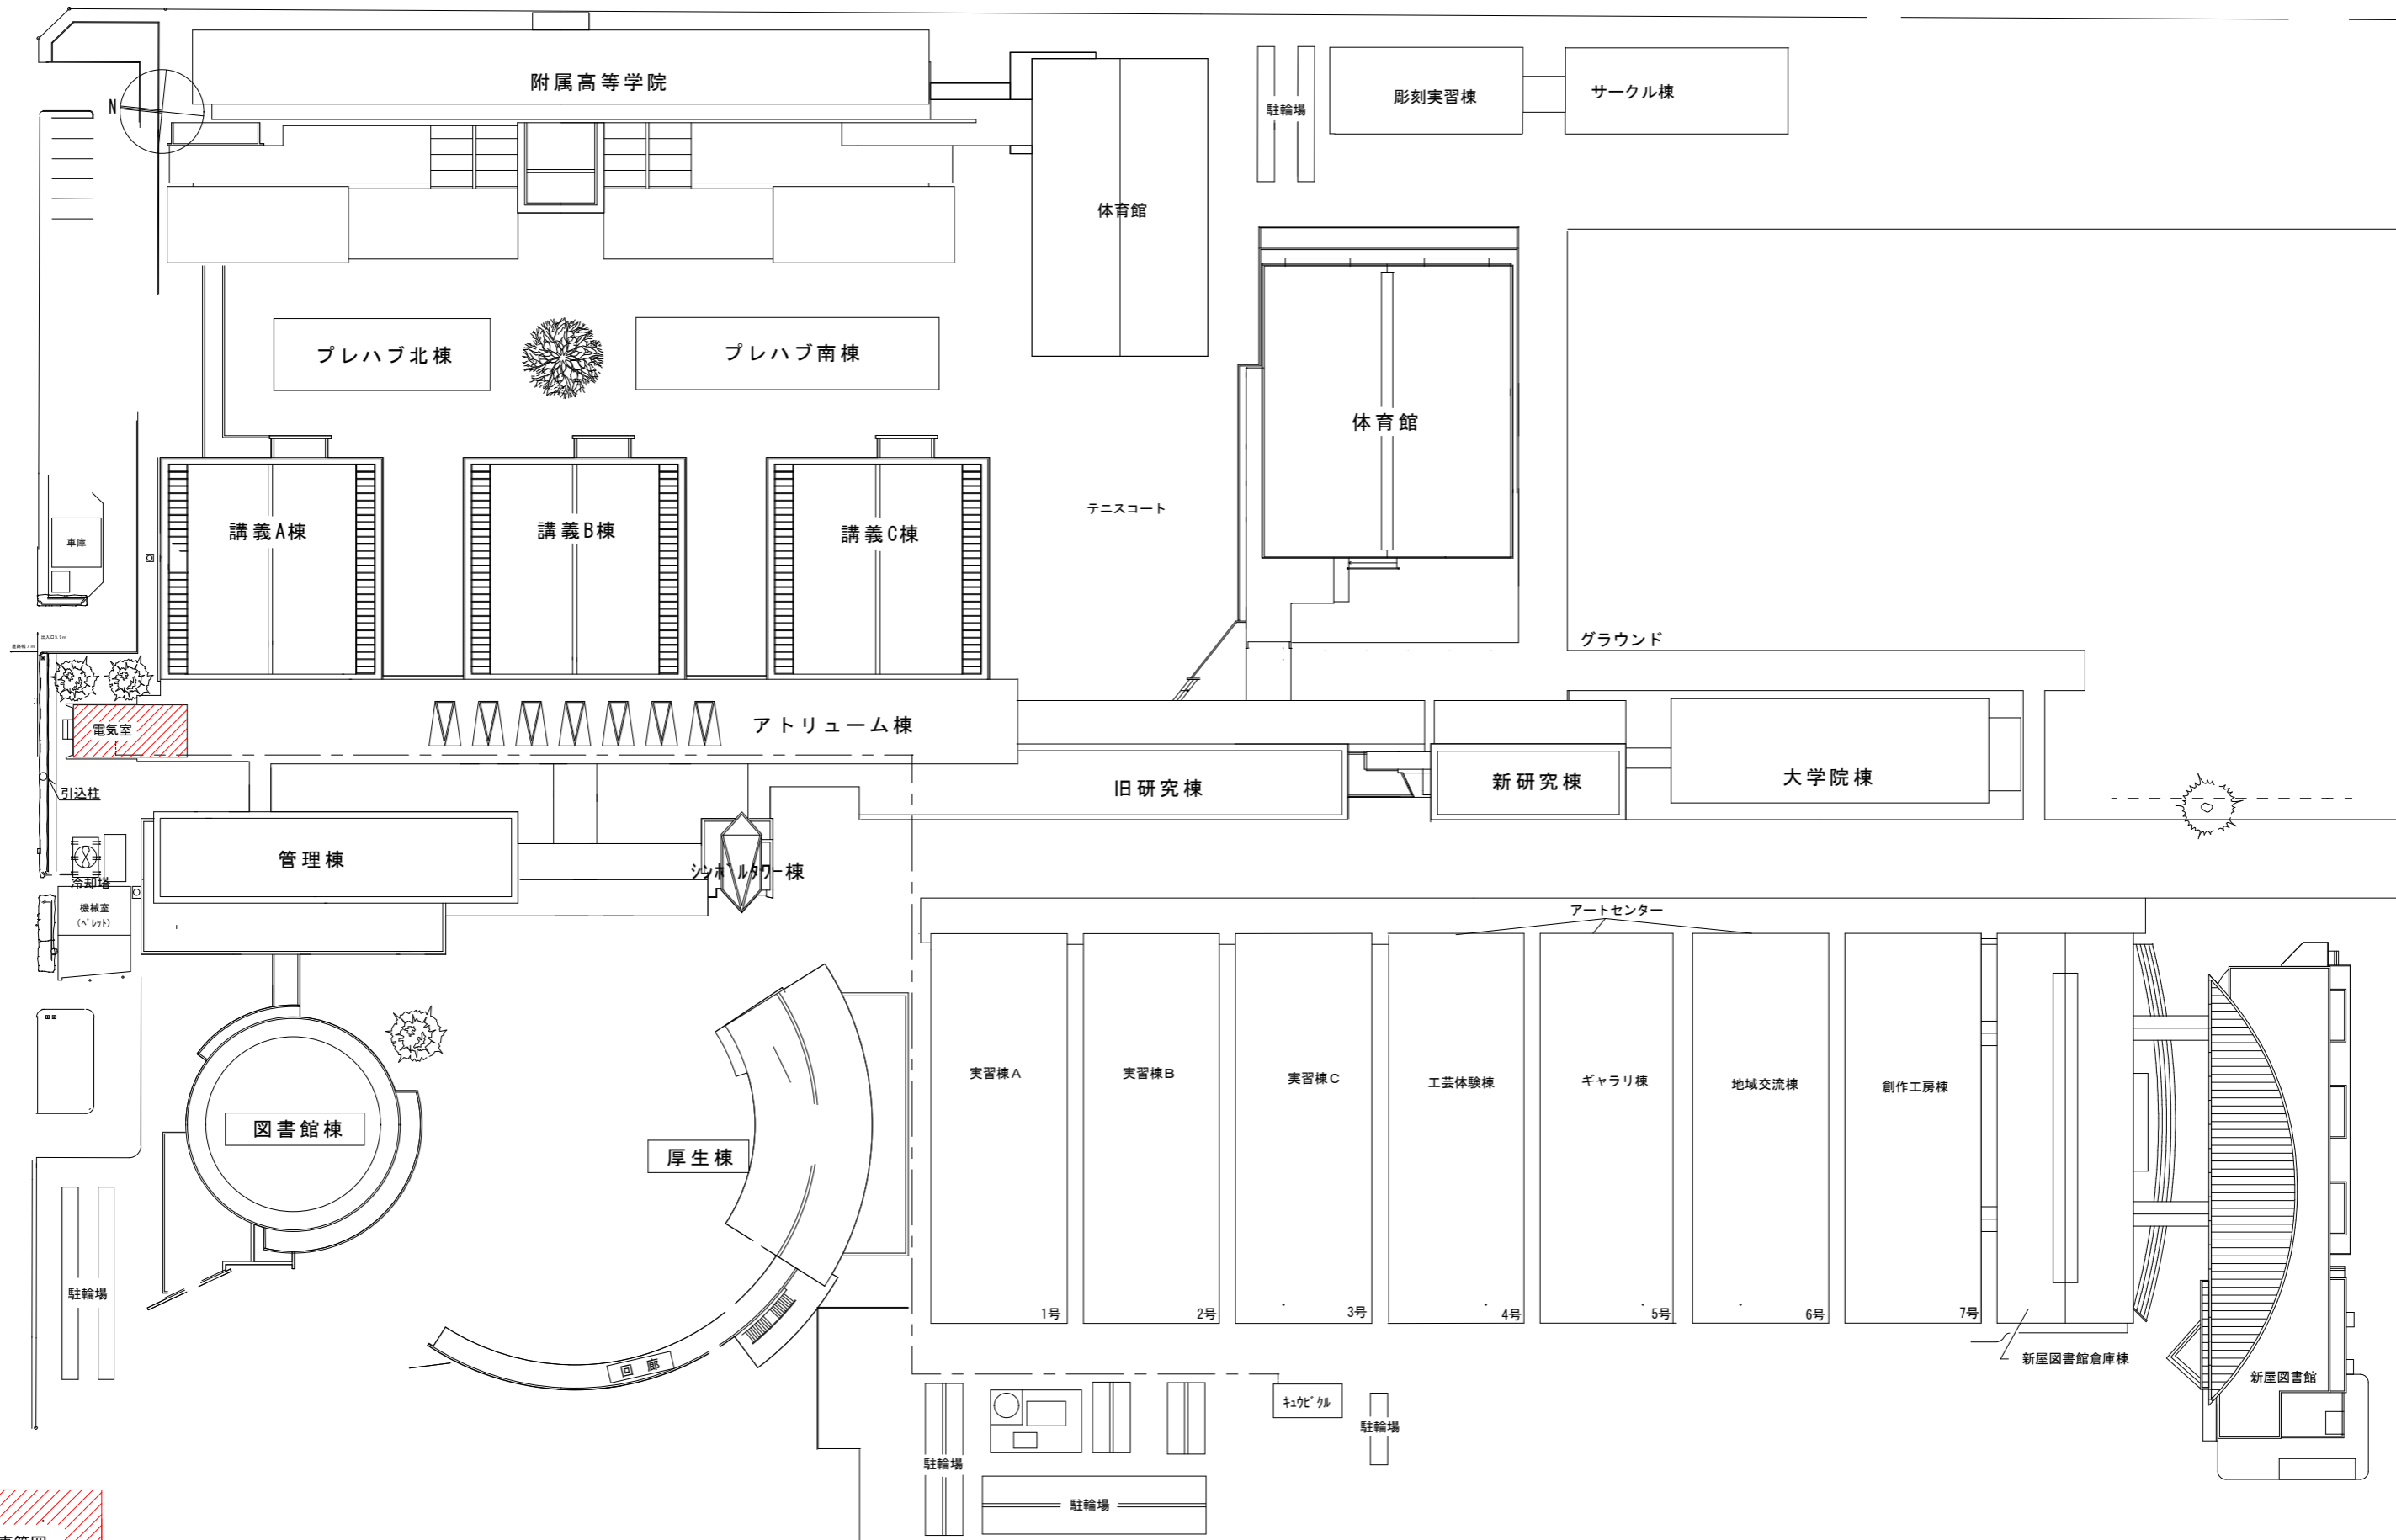 附属高等学院
N
駐輪場
彫刻実習棟
サークル棟
体育館
プレハブ北棟
プレハブ南棟
体育館
テニスコート
講義A棟
講義B棟
講義C棟
車庫
グラウンド
電気室
アトリューム棟
引込柱
旧研究棟
新研究棟
大学院棟
管理棟
シンボルタワー棟
冷却塔
機械室
(ペレット)
アートセンター
実習棟A
実習棟B
実習棟C
工芸体験棟
ギャラリ棟
地域交流棟
創作工房棟
図書館棟
厚生棟
駐輪場
1号
2号
3号
4号
5号
6号
7号
回廊
新屋図書館倉庫棟
新屋図書館
キュウビクル
駐輪場
駐輪場
駐輪場